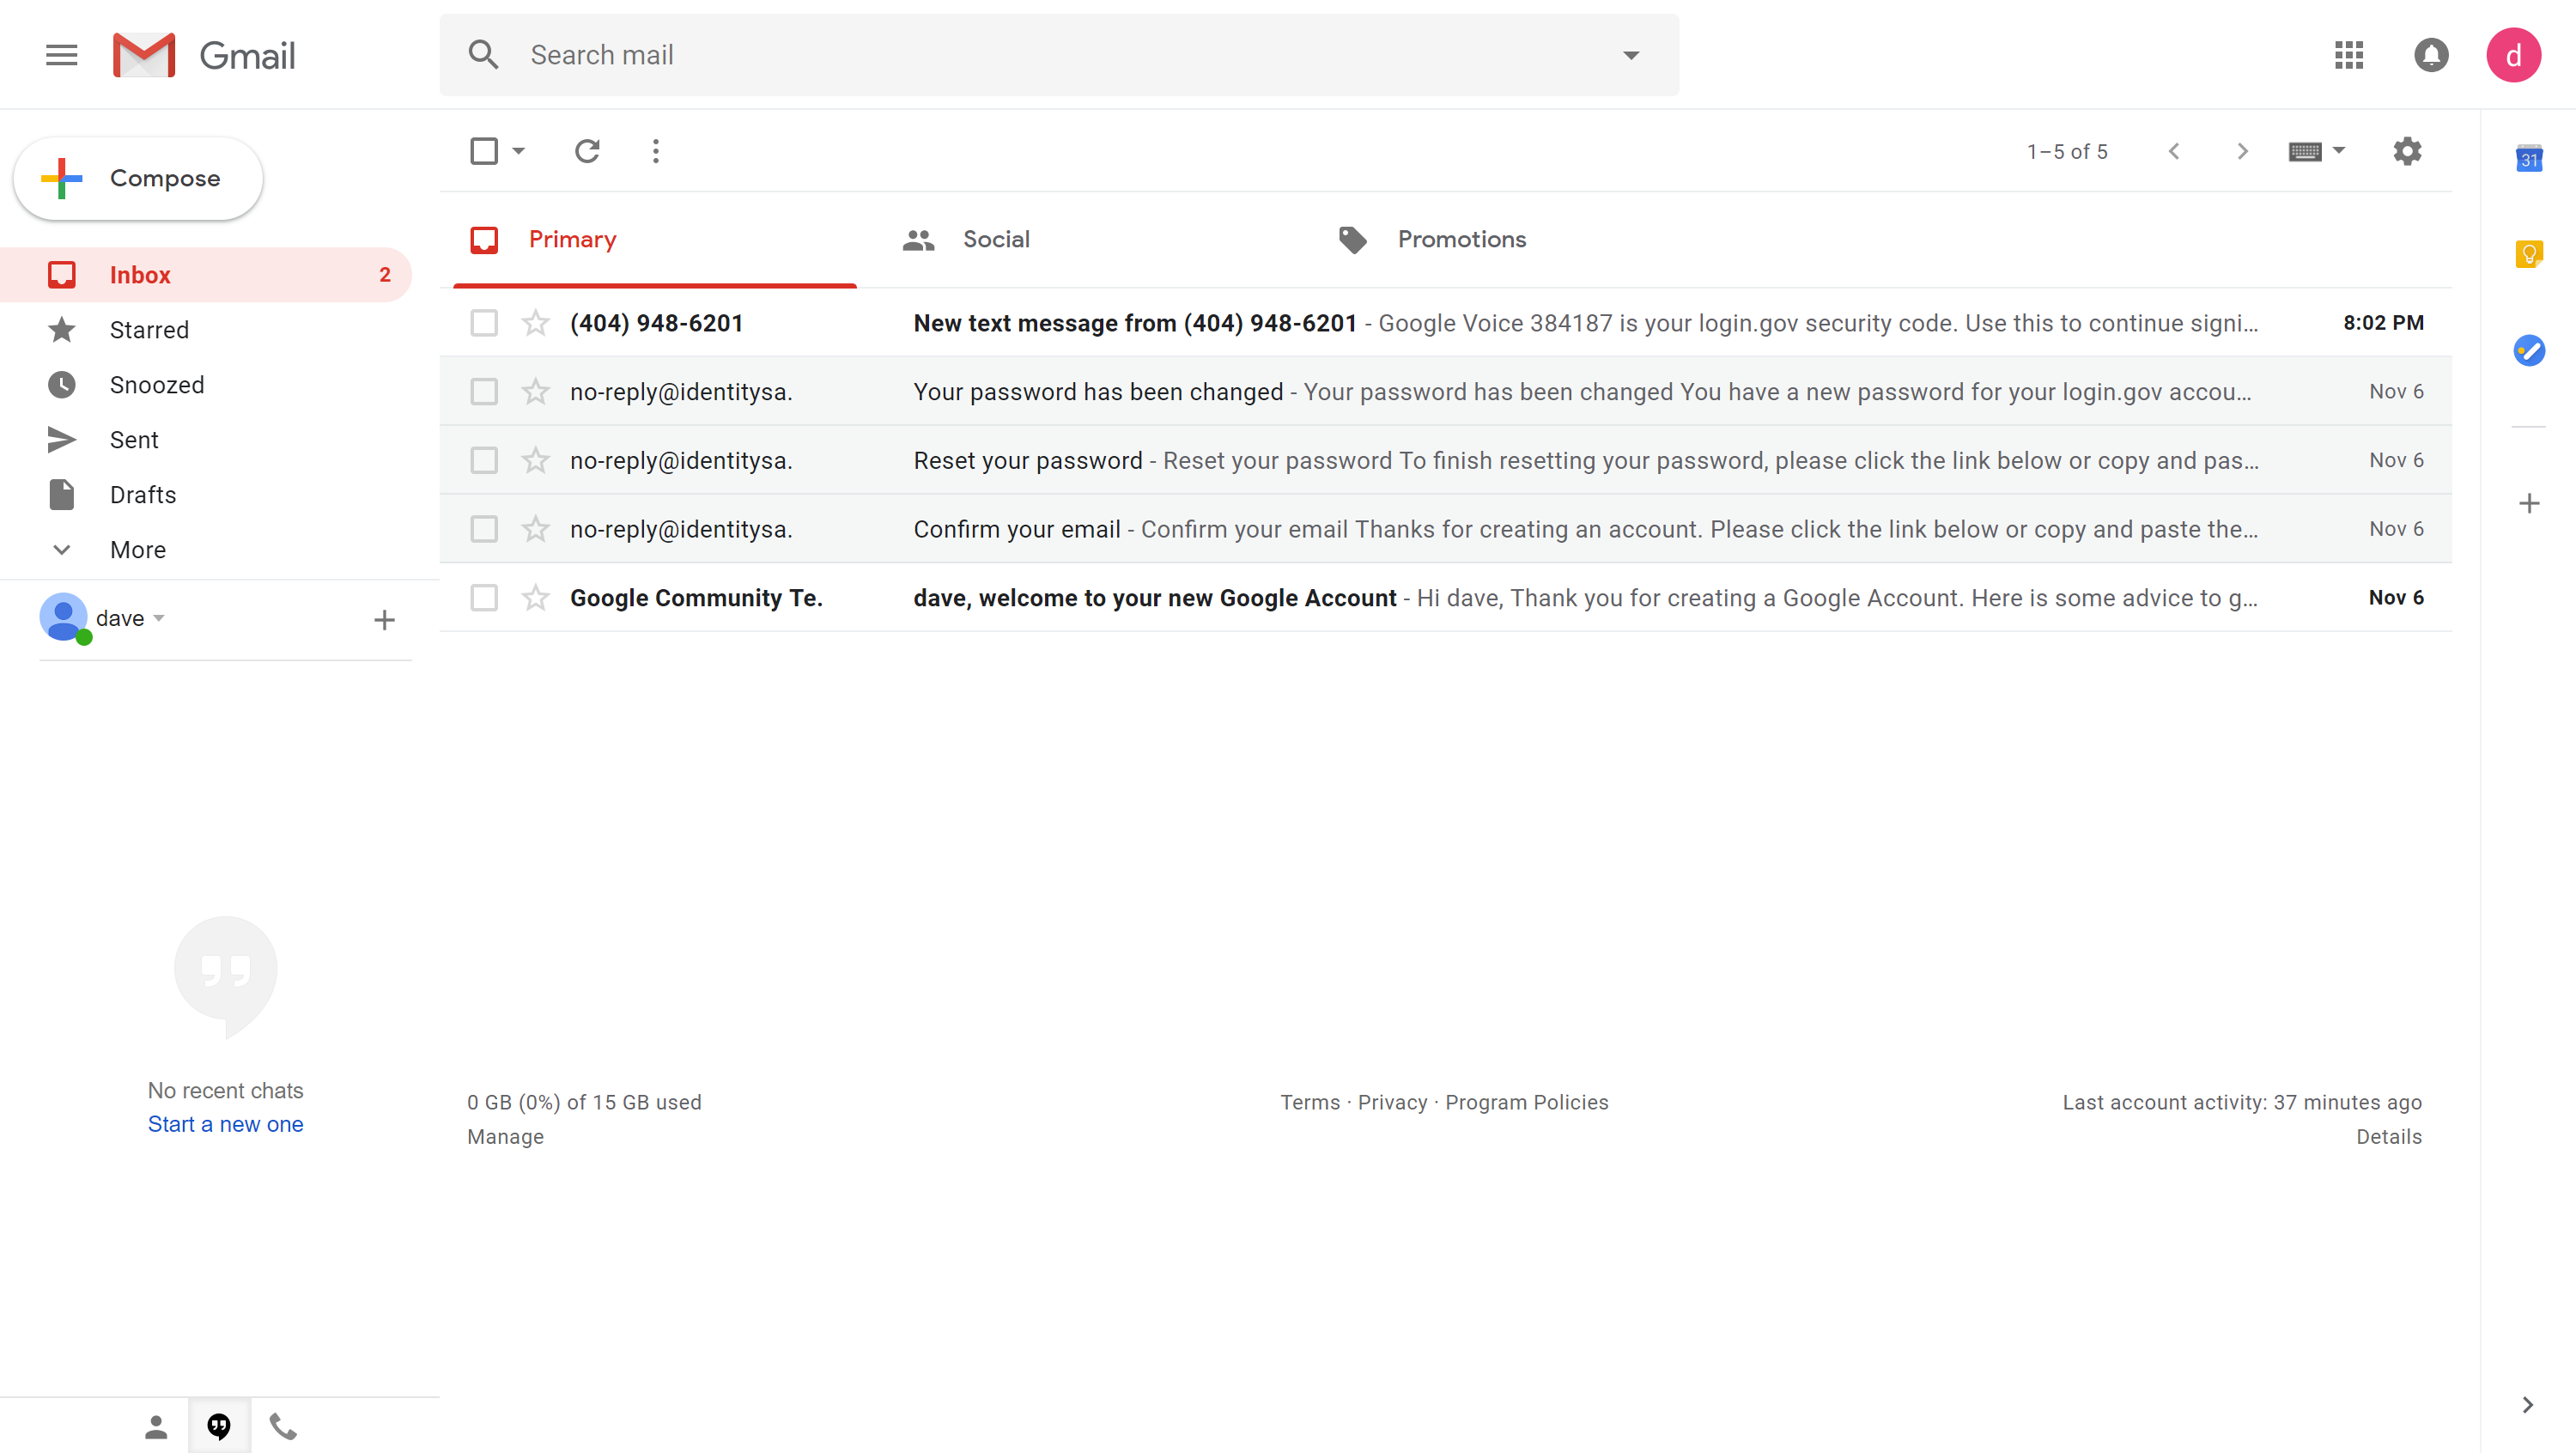 Gmail
Search mail
d
Compose
1–5 of 5
31
Primary
Social
Promotions
Inbox 2
Starred
Snoozed
Sent
Drafts
More
(404) 948-6201 New text message from (404) 948-6201 - Google Voice 384187 is your login.gov security code. Use this to continue signi... 8:02 PM
no-reply@identitysa. Your password has been changed - Your password has been changed You have a new password for your login.gov accou... Nov 6
no-reply@identitysa. Reset your password - Reset your password To finish resetting your password, please click the link below or copy and pas... Nov 6
no-reply@identitysa. Confirm your email - Confirm your email Thanks for creating an account. Please click the link below or copy and paste the... Nov 6
Google Community Te. dave, welcome to your new Google Account - Hi dave, Thank you for creating a Google Account. Here is some advice to g... Nov 6
dave
No recent chats
Start a new one
0 GB (0%) of 15 GB used
Manage
Terms · Privacy · Program Policies
Last account activity: 37 minutes ago
Details